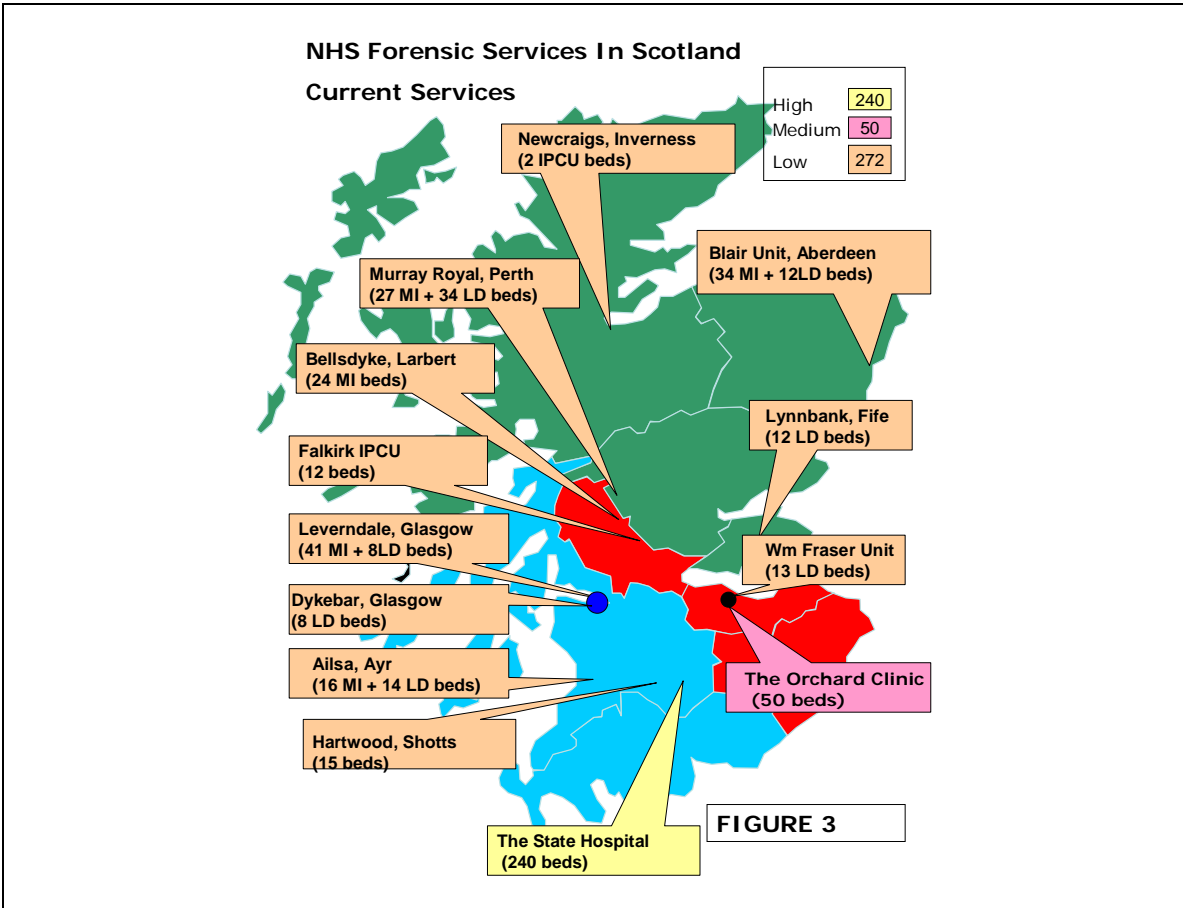 NHS Forensic Services In Scotland
Current Services
High 240
Medium 50
Low 272
Newcraigs, Inverness
(2 IPCU beds)
Blair Unit, Aberdeen
(34 MI + 12LD beds)
Murray Royal, Perth
(27 MI + 34 LD beds)
Bellsdyke, Larbert
(24 MI beds)
Lynnbank, Fife
(12 LD beds)
Falkirk IPCU
(12 beds)
Leverndale, Glasgow
(41 MI + 8LD beds)
Wm Fraser Unit
(13 LD beds)
Dykebar, Glasgow
(8 LD beds)
Ailsa, Ayr
(16 MI + 14 LD beds)
The Orchard Clinic
(50 beds)
Hartwood, Shotts
(15 beds)
The State Hospital
(240 beds)
FIGURE 3